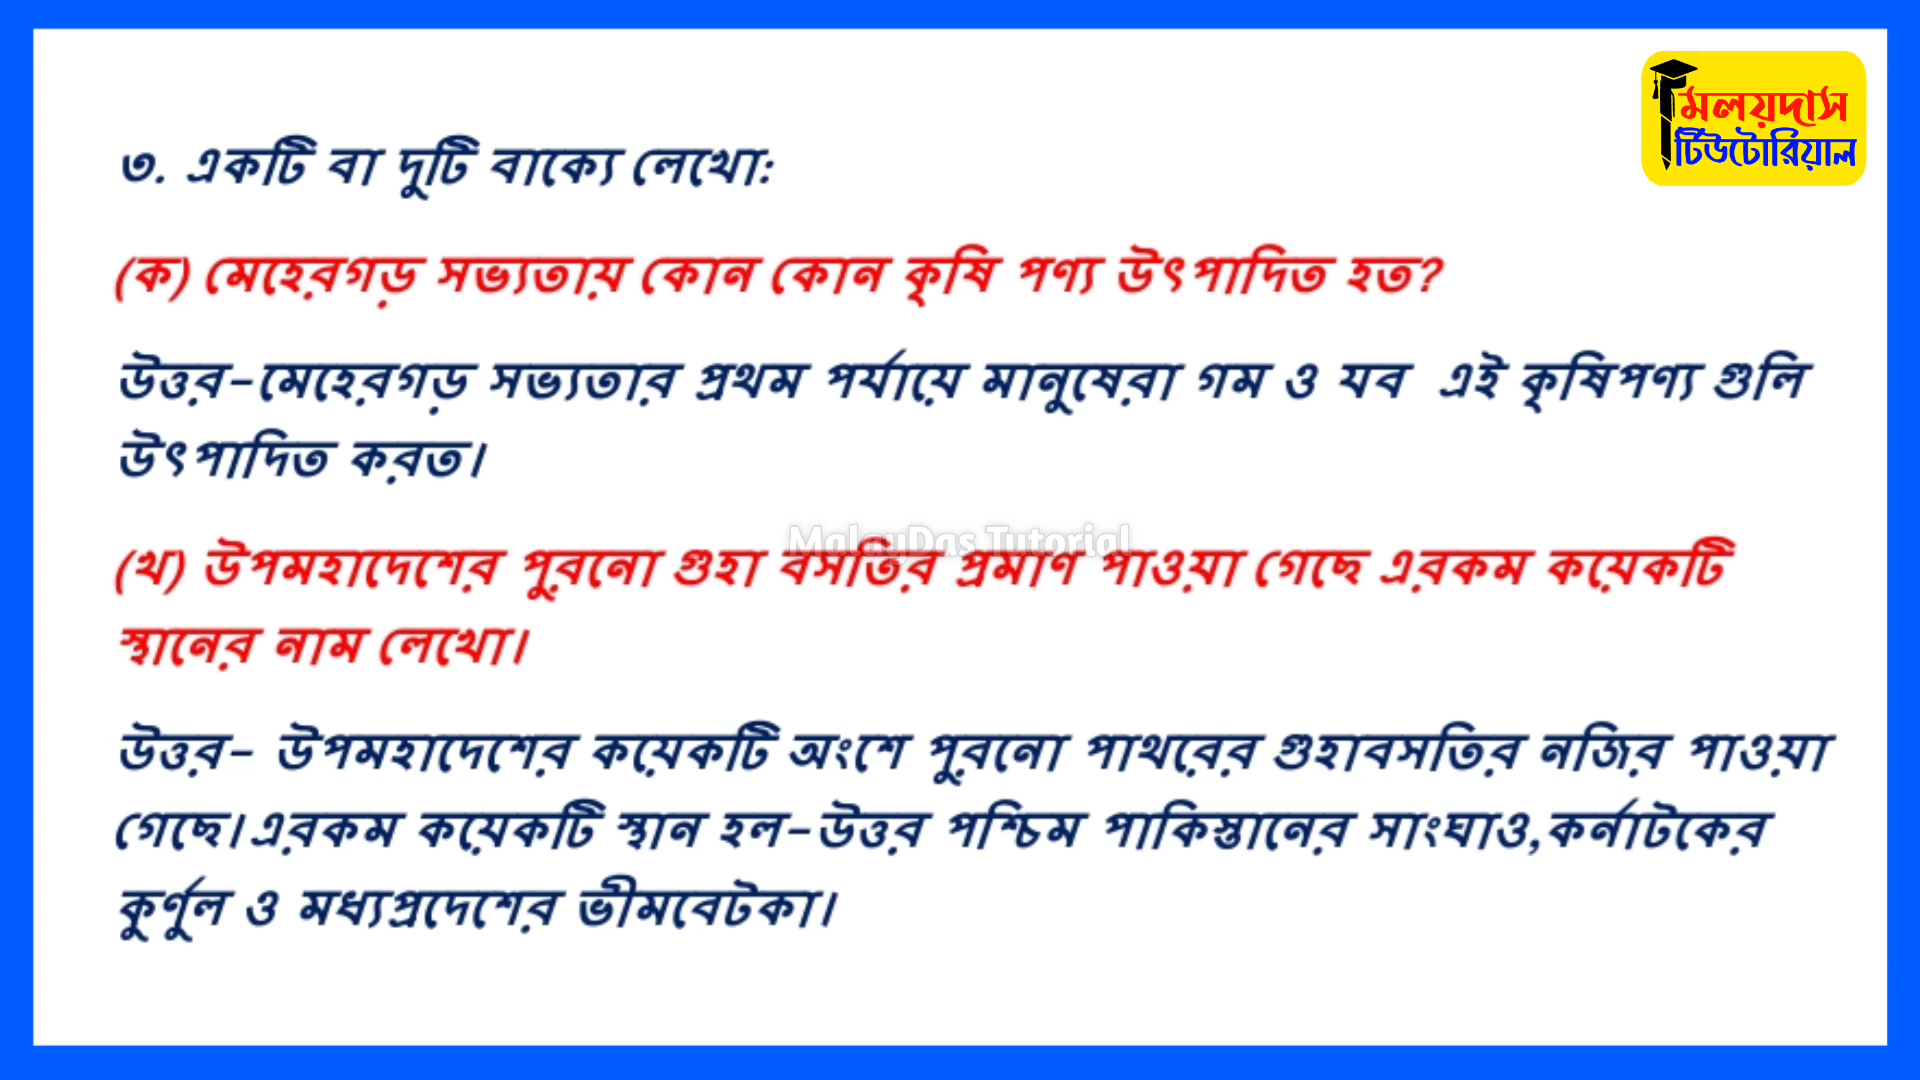 মলয়দাস
টিউটোরিয়াল
৩. একটি বা দুটি বাক্যে লেখো:
(ক) মেহেরগড় সভ্যতায় কোন কোন কৃষি পণ্য উৎপাদিত হত?
উত্তর-মেহেরগড় সভ্যতার প্রথম পর্যায়ে মানুষেরা গম ও যব এই কৃষিপণ্য গুলি
উৎপাদিত করত।
MalayDas Tutorial
(খ) উপমহাদেশের পুরনো গুহা বসতির প্রমাণ পাওয়া গেছে এরকম কয়েকটি
স্থানের নাম লেখো।
উত্তর- উপমহাদেশের কয়েকটি অংশে পুরনো পাথরের গুহাবসতির নজির পাওয়া
গেছে।এরকম কয়েকটি স্থান হল-উত্তর পশ্চিম পাকিস্তানের সাংঘাও,কর্নাটকের
কুর্ণুল ও মধ্যপ্রদেশের ভীমবেটকা।